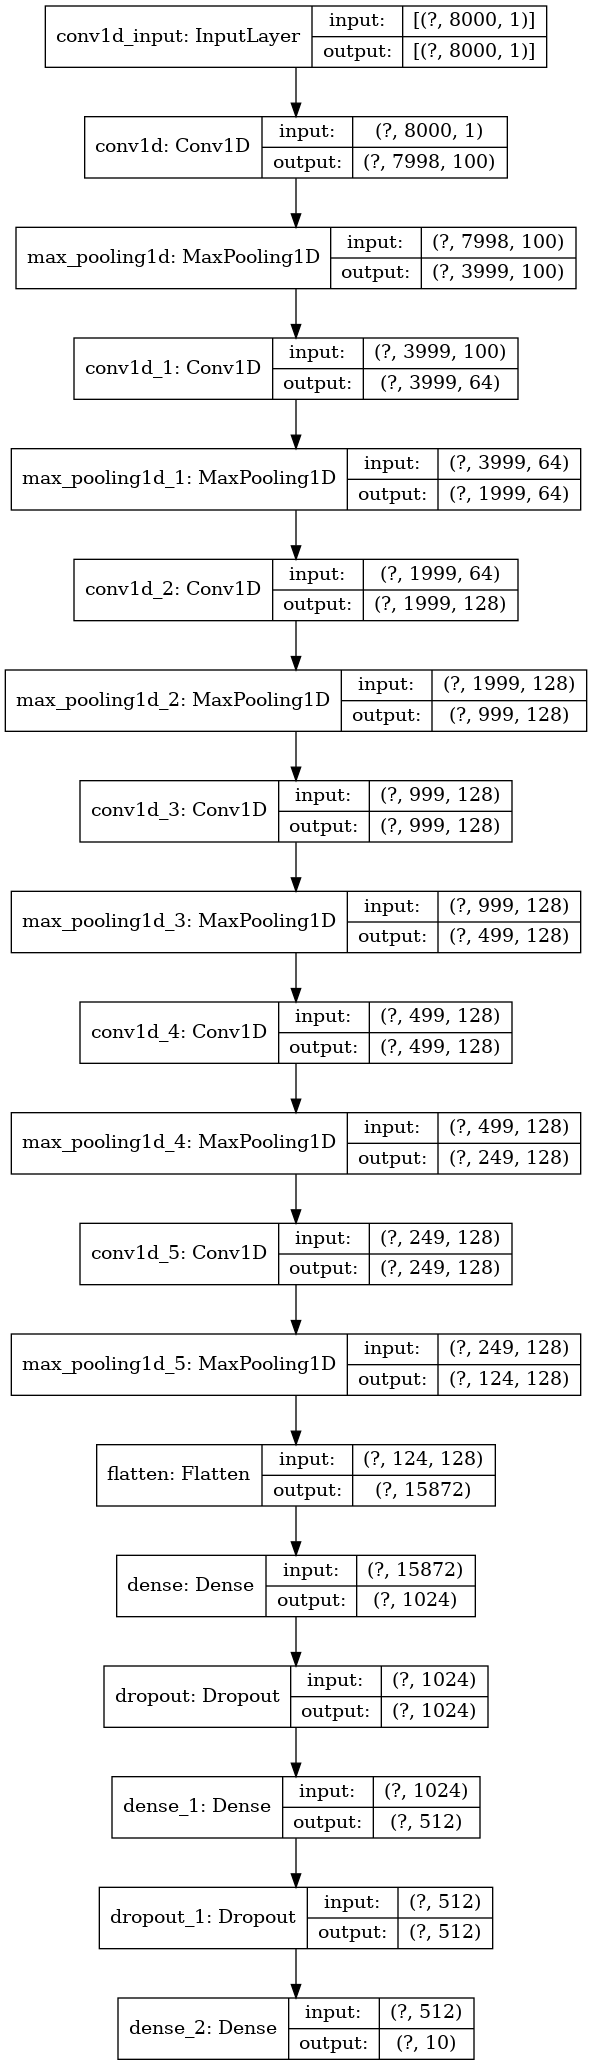 conv1d_input: InputLayer
input: [(?, 8000, 1)]
output: [(?, 8000, 1)]
conv1d: Conv1D
input: (?, 8000, 1)
output: (?, 7998, 100)
max_pooling1d: MaxPooling1D
input: (?, 7998, 100)
output: (?, 3999, 100)
conv1d_1: Conv1D
input: (?, 3999, 100)
output: (?, 3999, 64)
max_pooling1d_1: MaxPooling1D
input: (?, 3999, 64)
output: (?, 1999, 64)
conv1d_2: Conv1D
input: (?, 1999, 64)
output: (?, 1999, 128)
max_pooling1d_2: MaxPooling1D
input: (?, 1999, 128)
output: (?, 999, 128)
conv1d_3: Conv1D
input: (?, 999, 128)
output: (?, 999, 128)
max_pooling1d_3: MaxPooling1D
input: (?, 999, 128)
output: (?, 499, 128)
conv1d_4: Conv1D
input: (?, 499, 128)
output: (?, 499, 128)
max_pooling1d_4: MaxPooling1D
input: (?, 499, 128)
output: (?, 249, 128)
conv1d_5: Conv1D
input: (?, 249, 128)
output: (?, 249, 128)
max_pooling1d_5: MaxPooling1D
input: (?, 249, 128)
output: (?, 124, 128)
flatten: Flatten
input: (?, 124, 128)
output: (?, 15872)
dense: Dense
input: (?, 15872)
output: (?, 1024)
dropout: Dropout
input: (?, 1024)
output: (?, 1024)
dense_1: Dense
input: (?, 1024)
output: (?, 512)
dropout_1: Dropout
input: (?, 512)
output: (?, 512)
dense_2: Dense
input: (?, 512)
output: (?, 10)